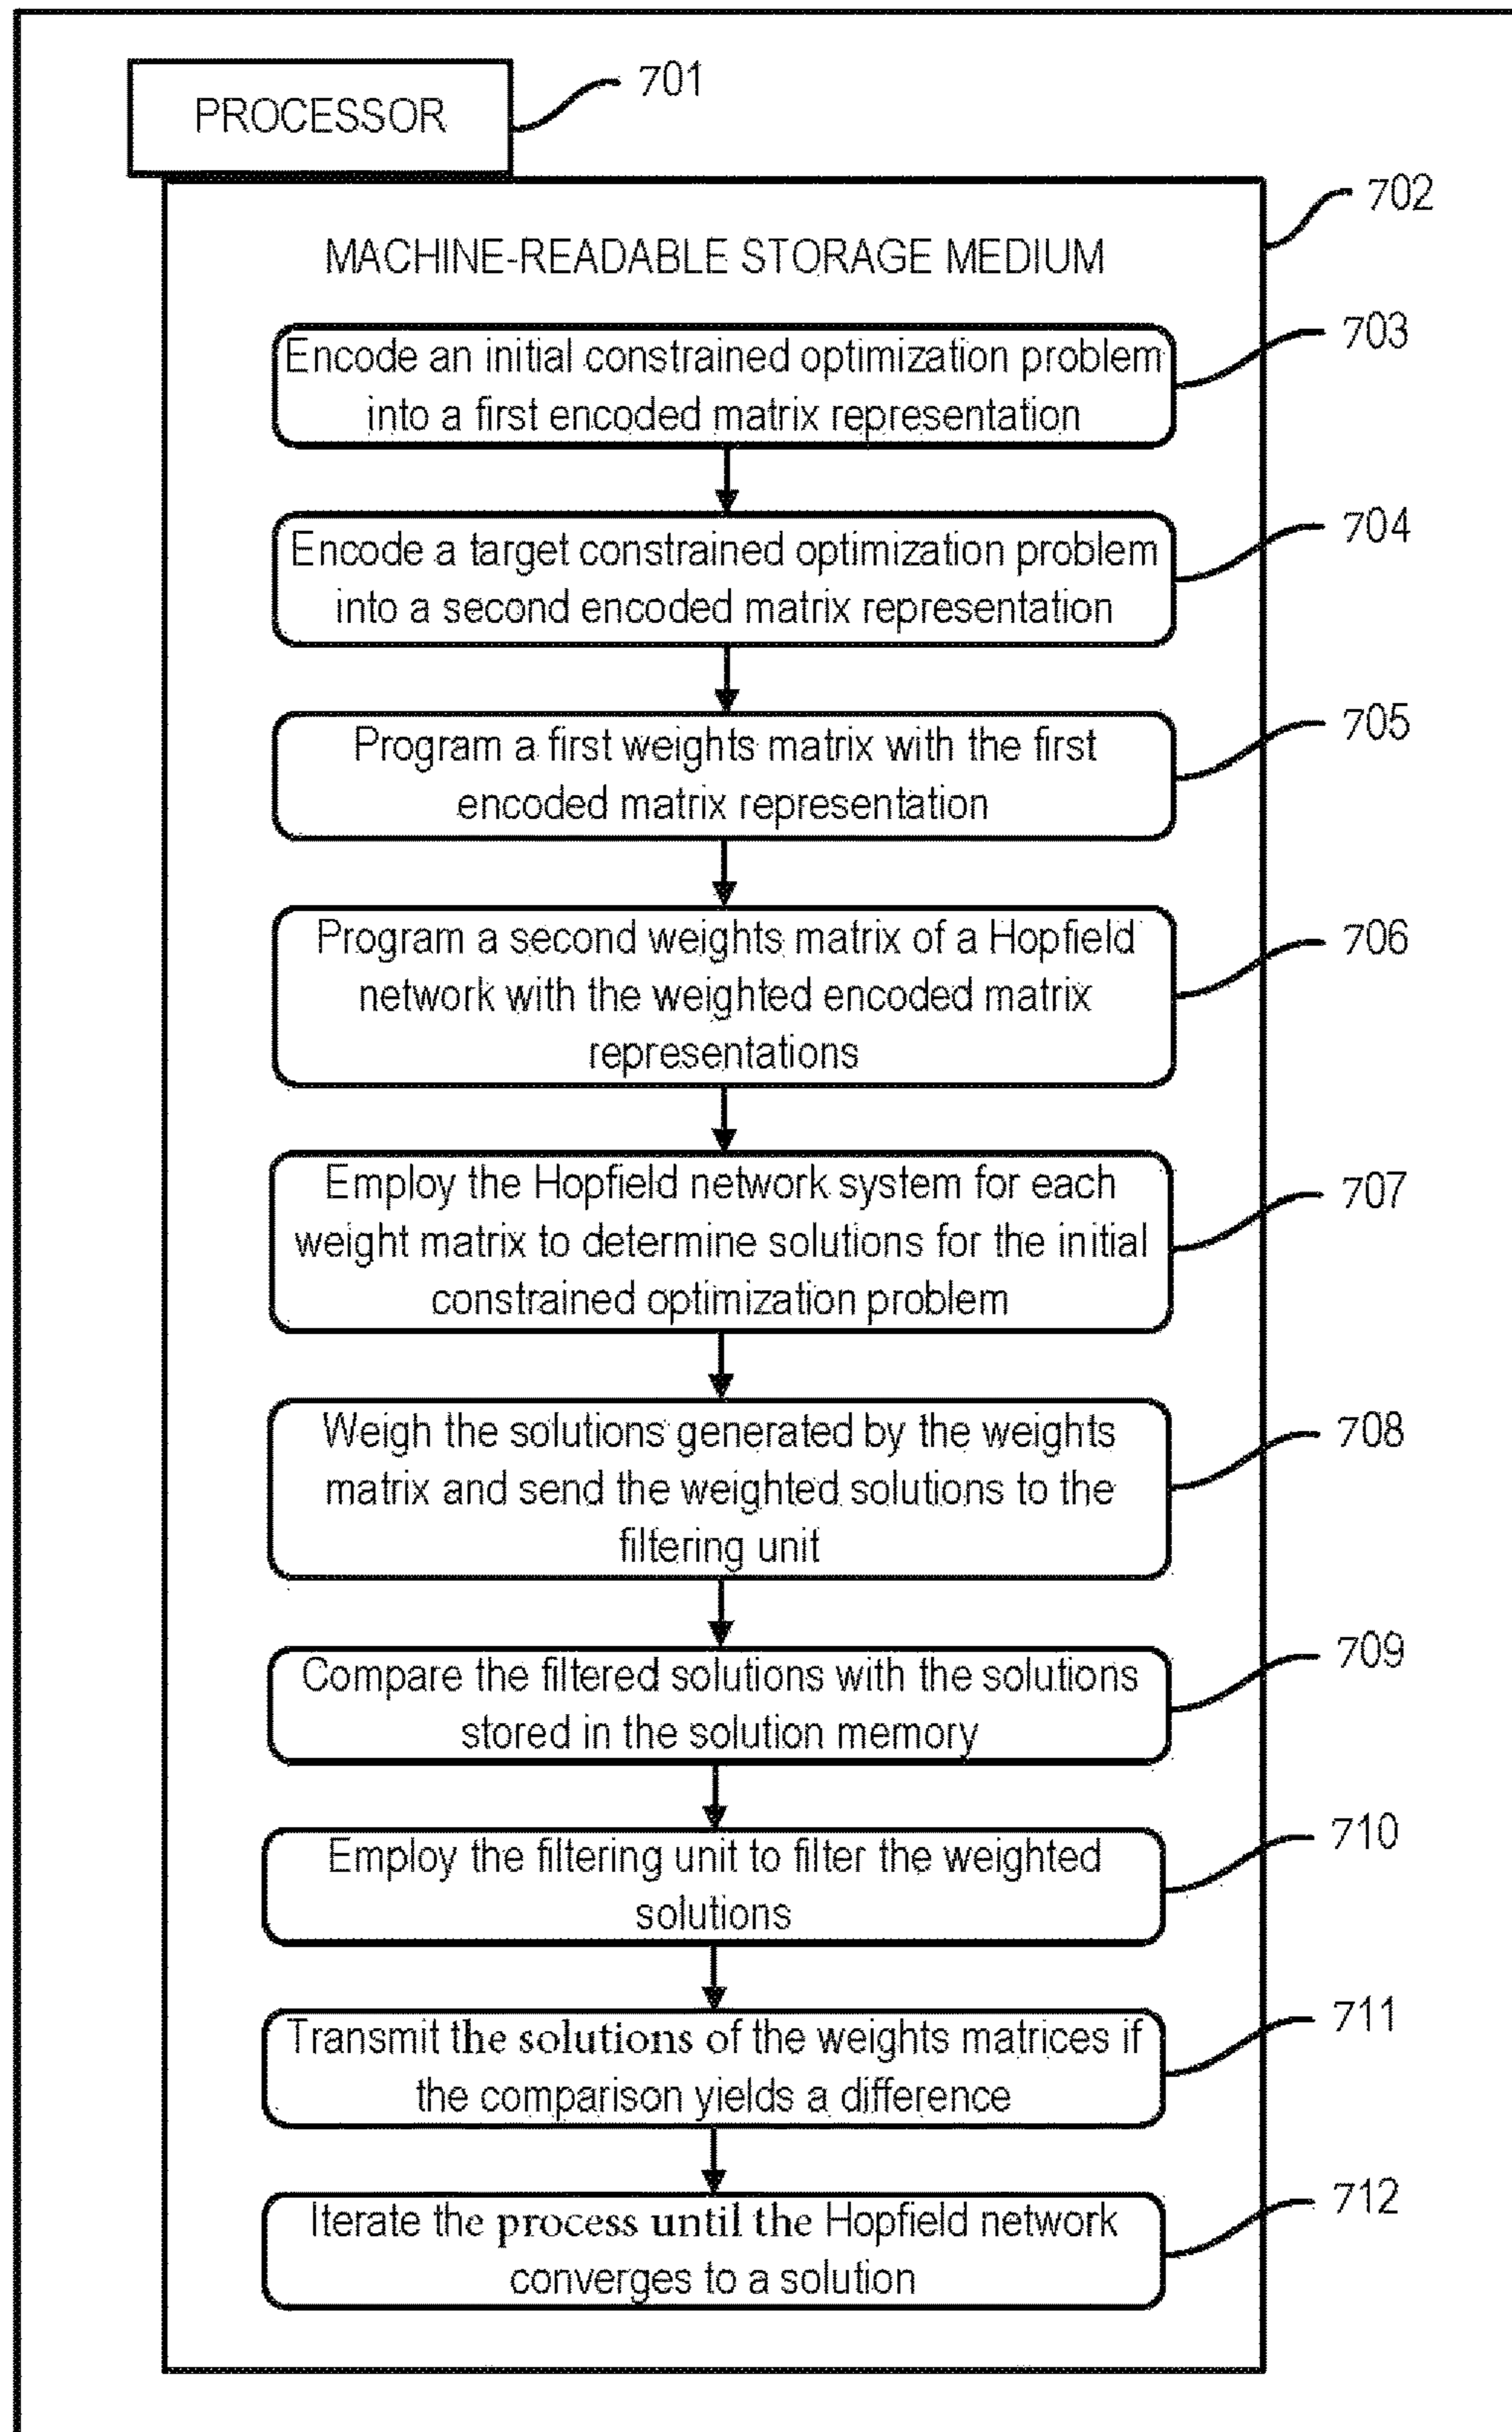 PROCESSOR
701
702
MACHINE-READABLE STORAGE MEDIUM
703
Encode an initial constrained optimization problem
into a first encoded matrix representation
704
Encode a target constrained optimization problem
into a second encoded matrix representation
705
Program a first weights matrix with the first
encoded matrix representation
706
Program a second weights matrix of a Hopfield
network with the weighted encoded matrix
representations
707
Employ the Hopfield network system for each
weight matrix to determine solutions for the initial
constrained optimization problem
708
Weigh the solutions generated by the weights
matrix and send the weighted solutions to the
filtering unit
709
Compare the filtered solutions with the solutions
stored in the solution memory
710
Employ the filtering unit to filter the weighted
solutions
711
Transmit the solutions of the weights matrices if
the comparison yields a difference
712
Iterate the process until the Hopfield network
converges to a solution